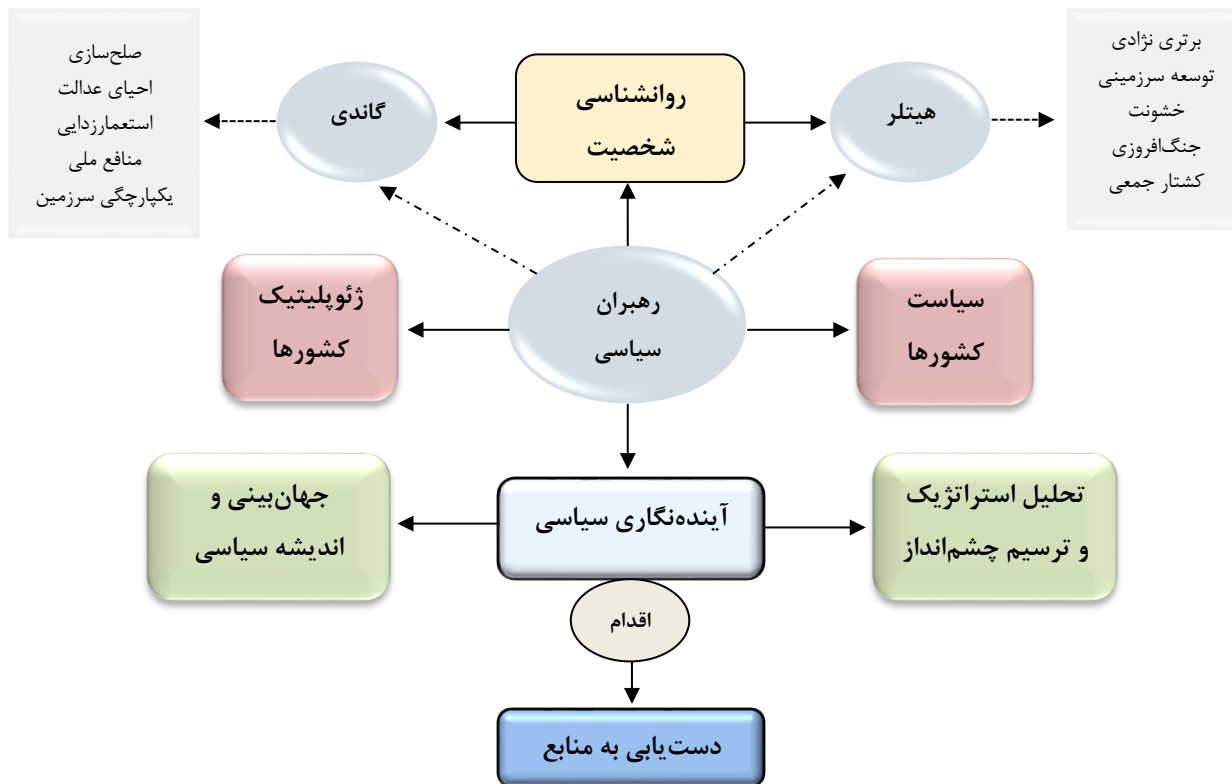 برتری نژادی
توسعه سرزمینی
خشونت
جنگ‌افروزی
کشتار جمعی
هیتلر
روانشناسی
شخصیت
گاندی
صلح‌سازی
احیای عدالت
استعمارزدایی
منافع ملی
یکپارچگی سرزمین
سیاست
کشورها
رهبران
سیاسی
ژئوپلیتیک
کشورها
تحلیل استراتژیک
و ترسیم چشم‌انداز
آینده‌نگاری سیاسی
جهان‌بینی و
اندیشه سیاسی
اقدام
دست‌یابی به منابع